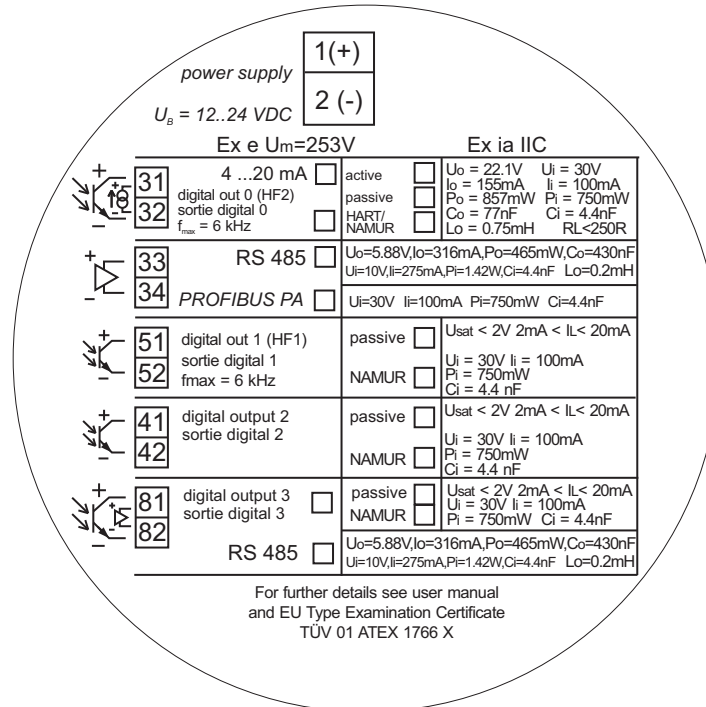 1(+)
power supply
2 (-)
UB = 12..24 VDC
Ex e Um=253V Ex ia IIC
31 4 ...20 mA active Uo = 22.1V Ui = 30V
digital out 0 (HF2) Io = 155mA Ii = 100mA
32 sortie digital 0 passive Po = 857mW Pi = 750mW
fmax = 6 kHz HART/ Co = 77nF Ci = 4.4nF
NAMUR Lo = 0.75mH RL<250R
33 RS 485 Uo=5.88V,Io=316mA,Po=465mW,Co=430nF
Ui=10V,Ii=275mA,Pi=1.42W,Ci=4.4nF Lo=0.2mH
34 PROFIBUS PA Ui=30V Ii=100mA Pi=750mW Ci=4.4nF
51 digital out 1 (HF1) passive Usat < 2V 2mA < IL< 20mA
sortie digital 1 Ui = 30V Ii = 100mA
52 fmax = 6 kHz NAMUR Pi = 750mW
Ci = 4.4 nF
41 digital output 2 passive Usat < 2V 2mA < IL< 20mA
sortie digital 2
42 Ui = 30V Ii = 100mA
NAMUR Pi = 750mW
Ci = 4.4 nF
81 digital output 3 passive Usat < 2V 2mA < IL< 20mA
sortie digital 3 Ui = 30V Ii = 100mA
NAMUR Pi = 750mW Ci = 4.4nF
82 RS 485 Uo=5.88V,Io=316mA,Po=465mW,Co=430nF
Ui=10V,Ii=275mA,Pi=1.42W,Ci=4.4nF Lo=0.2mH
For further details see user manual
and EU Type Examination Certificate
TÜV 01 ATEX 1766 X